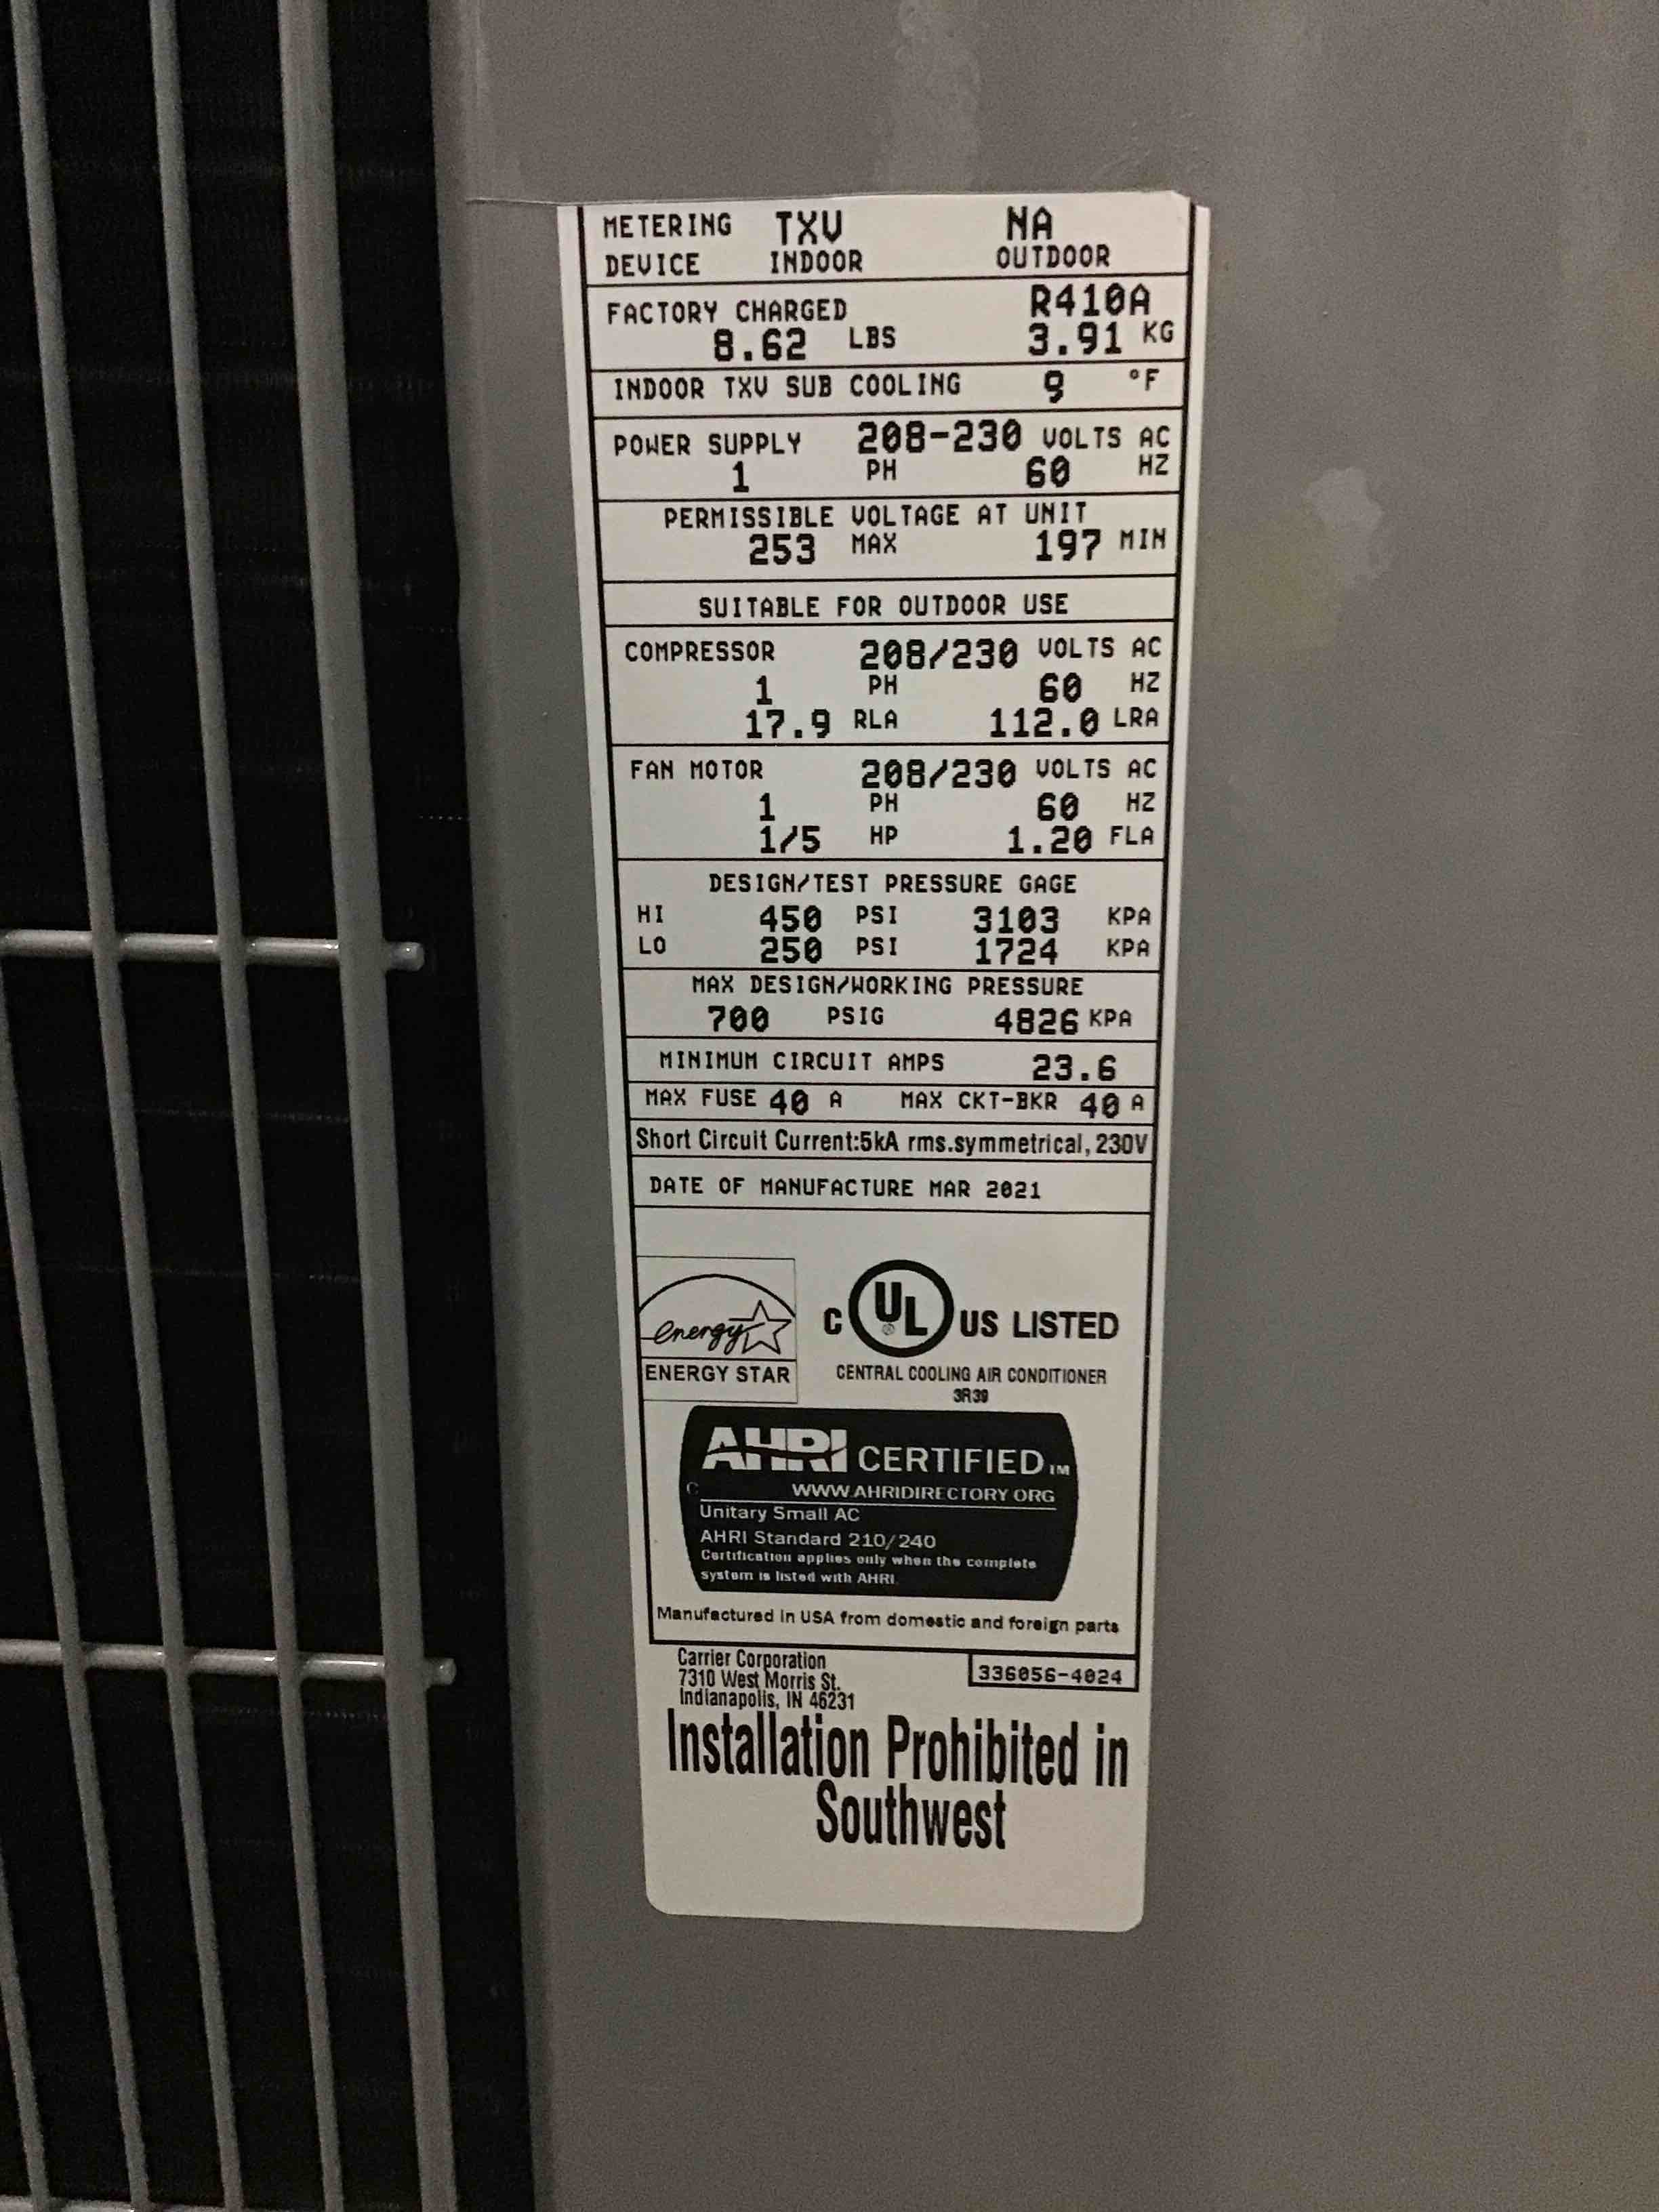 METERING TXV NA
DEVICE INDOOR OUTDOOR
FACTORY CHARGED R410A
8.62 LBS 3.91 KG
INDOOR TXV SUB COOLING 9 °F
POWER SUPPLY 208-230 VOLTS AC
1 PH 60 HZ
PERMISSIBLE VOLTAGE AT UNIT
253 MAX 197 MIN
SUITABLE FOR OUTDOOR USE
COMPRESSOR 208/230 VOLTS AC
1 PH 60 HZ
17.9 RLA 112.0 LRA
FAN MOTOR 208/230 VOLTS AC
1 PH 60 HZ
1/5 HP 1.20 FLA
DESIGN/TEST PRESSURE GAGE
HI 450 PSI 3103 KPA
LO 250 PSI 1724 KPA
MAX DESIGN/WORKING PRESSURE
700 PSIG 4826 KPA
MINIMUM CIRCUIT AMPS 23.6
MAX FUSE 40 A MAX CKT-BKR 40 A
Short Circuit Current:5kA rms.symmetrical, 230V
DATE OF MANUFACTURE MAR 2021
energy
ENERGY STAR
C UL ® US LISTED
CENTRAL COOLING AIR CONDITIONER
3R39
AHRI CERTIFIED TM
C WWW.AHRIDIRECTORY.ORG
Unitary Small AC
AHRI Standard 210/240
Certification applies only when the complete
system is listed with AHRI.
Manufactured in USA from domestic and foreign parts
Carrier Corporation
7310 West Morris St.
Indianapolis, IN 46231
336056-4024
Installation Prohibited in
Southwest